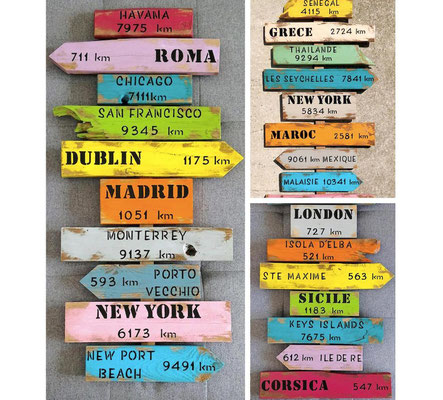 HAVANA
7975 km
711 km ROMA
CHICAGO
7111km
SAN FRANCISCO
9345 km
DUBLIN 1175 km
MADRID
1051 km
MONTERREY
9137 km
593 km PORTO
VECCHIO
NEW YORK
6173 km
NEW PORT
BEACH 9491 km
SENEGAL
4115 km
GRECE 2724 km
THAILANDE
9294 km
LES SEYCHELLES 7841 km
NEW YORK
5834 km
MAROC 2581 km
9061 km MEXIQUE
MALAISIE 10341 km
LONDON
727 km
ISOLA D'ELBA
521 km
STE MAXIME 563 km
SICILE
1183 km
KEYS ISLANDS
7675 km
612 km ILE DE RE
CORSICA 547 km